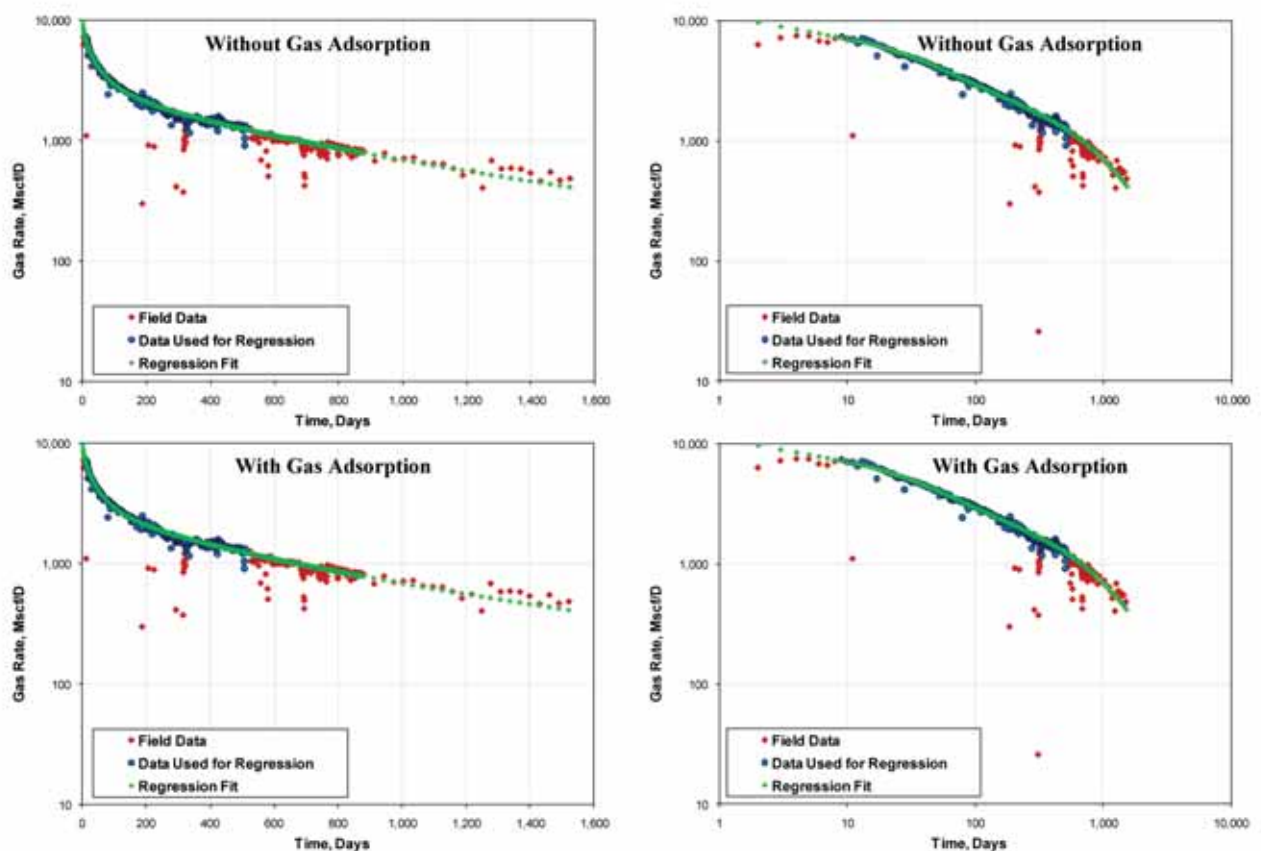 10,000
Without Gas Adsorption
1,000
Gas Rate, Mscf/D
100
Field Data
Data Used for Regression
Regression Fit
10
0 200 400 600 800 1,000 1,200 1,400 1,600
Time, Days
10,000
Without Gas Adsorption
1,000
Gas Rate, Mscf/D
100
Field Data
Data Used for Regression
Regression Fit
10
1 10 100 1,000 10,000
Time, Days
10,000
With Gas Adsorption
1,000
Gas Rate, Mscf/D
100
Field Data
Data Used for Regression
Regression Fit
10
0 200 400 600 800 1,000 1,200 1,400 1,600
Time, Days
10,000
With Gas Adsorption
1,000
Gas Rate, Mscf/D
100
Field Data
Data Used for Regression
Regression Fit
10
1 10 100 1,000 10,000
Time, Days